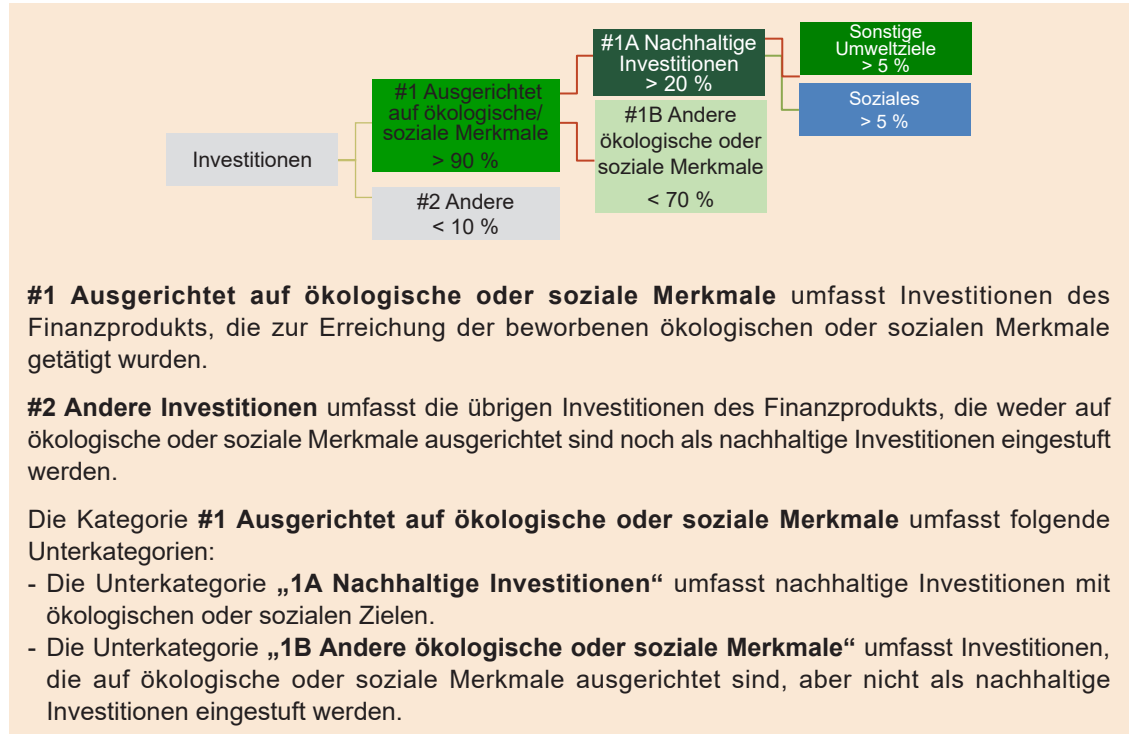 #1A Nachhaltige
Investitionen
> 20 %
Sonstige
Umweltziele
> 5 %
#1 Ausgerichtet
auf ökologische/
soziale Merkmale
> 90 %
Soziales
> 5 %
#1B Andere
ökologische oder
soziale Merkmale
< 70 %
Investitionen
#2 Andere
< 10 %
#1 Ausgerichtet auf ökologische oder soziale Merkmale umfasst Investitionen des
Finanzprodukts, die zur Erreichung der beworbenen ökologischen oder sozialen Merkmale
getätigt wurden.
#2 Andere Investitionen umfasst die übrigen Investitionen des Finanzprodukts, die weder auf
ökologische oder soziale Merkmale ausgerichtet sind noch als nachhaltige Investitionen eingestuft
werden.
Die Kategorie #1 Ausgerichtet auf ökologische oder soziale Merkmale umfasst folgende
Unterkategorien:
- Die Unterkategorie „1A Nachhaltige Investitionen“ umfasst nachhaltige Investitionen mit
ökologischen oder sozialen Zielen.
- Die Unterkategorie „1B Andere ökologische oder soziale Merkmale“ umfasst Investitionen,
die auf ökologische oder soziale Merkmale ausgerichtet sind, aber nicht als nachhaltige
Investitionen eingestuft werden.